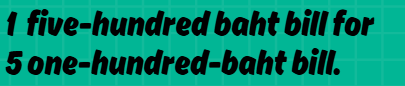 1 five-hundred baht bill for
5 one-hundred-baht bill.